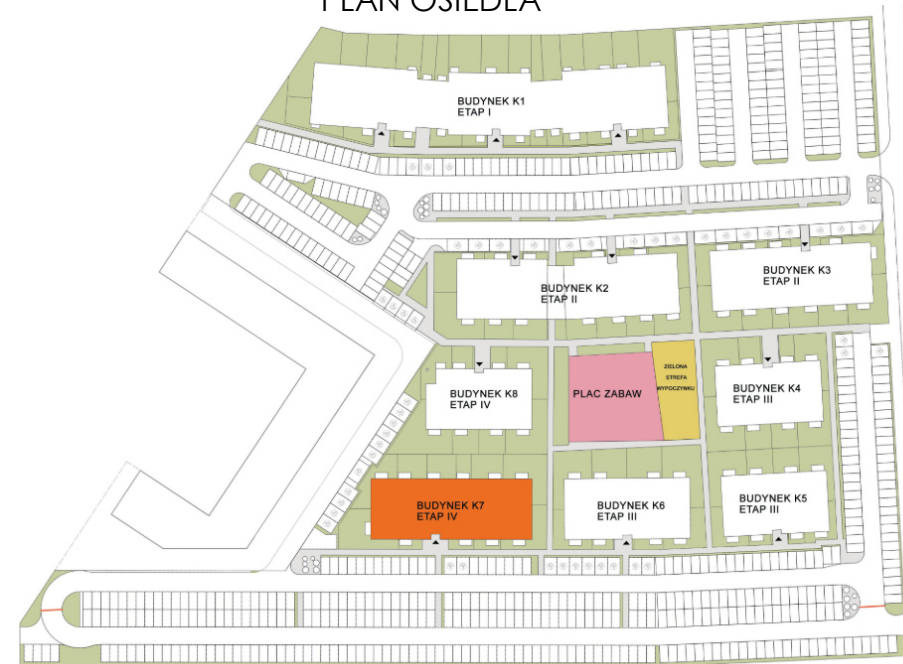 PLAN OSIEDLA
BUDYNEK K1
ETAP I
BUDYNEK K2
ETAP II
BUDYNEK K3
ETAP II
ZIELONA
STREFA
WYPOCZYNKU
PLAC ZABAW
BUDYNEK K8
ETAP IV
BUDYNEK K4
ETAP III
BUDYNEK K7
ETAP IV
BUDYNEK K6
ETAP III
BUDYNEK K5
ETAP III